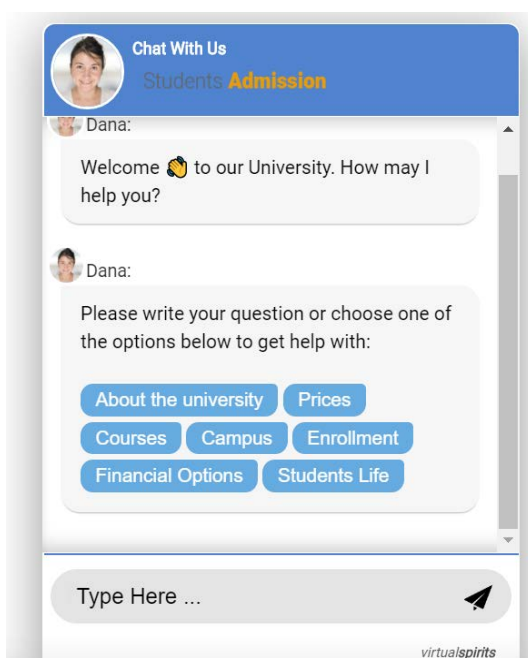 Chat With Us
Students Admission
Dana:
Welcome 👏 to our University. How may I
help you?
Dana:
Please write your question or choose one of
the options below to get help with:
About the university Prices
Courses Campus Enrollment
Financial Options Students Life
Type Here ...
virtualspirits